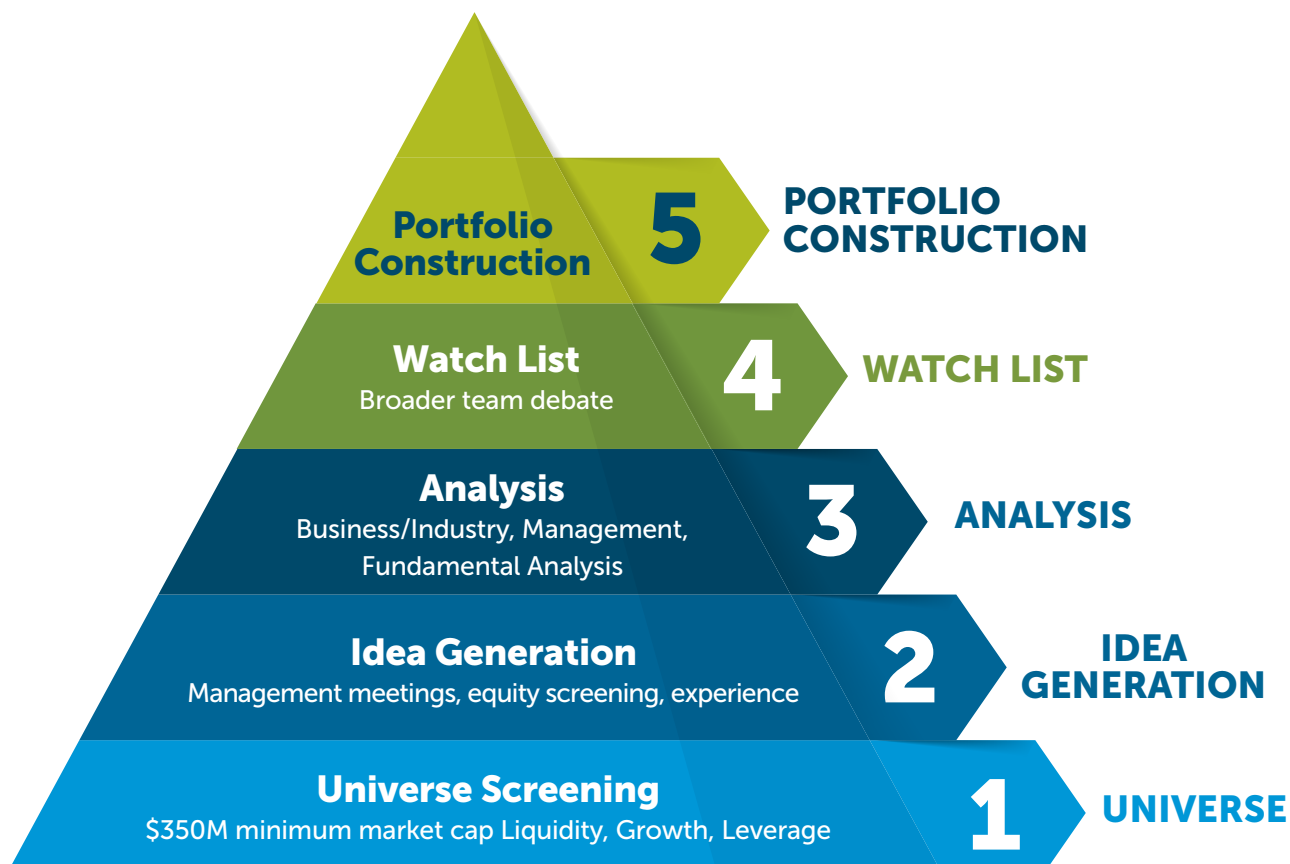 Portfolio
Construction
5
PORTFOLIO
CONSTRUCTION
Watch List
Broader team debate
4
WATCH LIST
Analysis
Business/Industry, Management,
Fundamental Analysis
3
ANALYSIS
Idea Generation
Management meetings, equity screening, experience
2
IDEA
GENERATION
Universe Screening
$350M minimum market cap Liquidity, Growth, Leverage
1
UNIVERSE